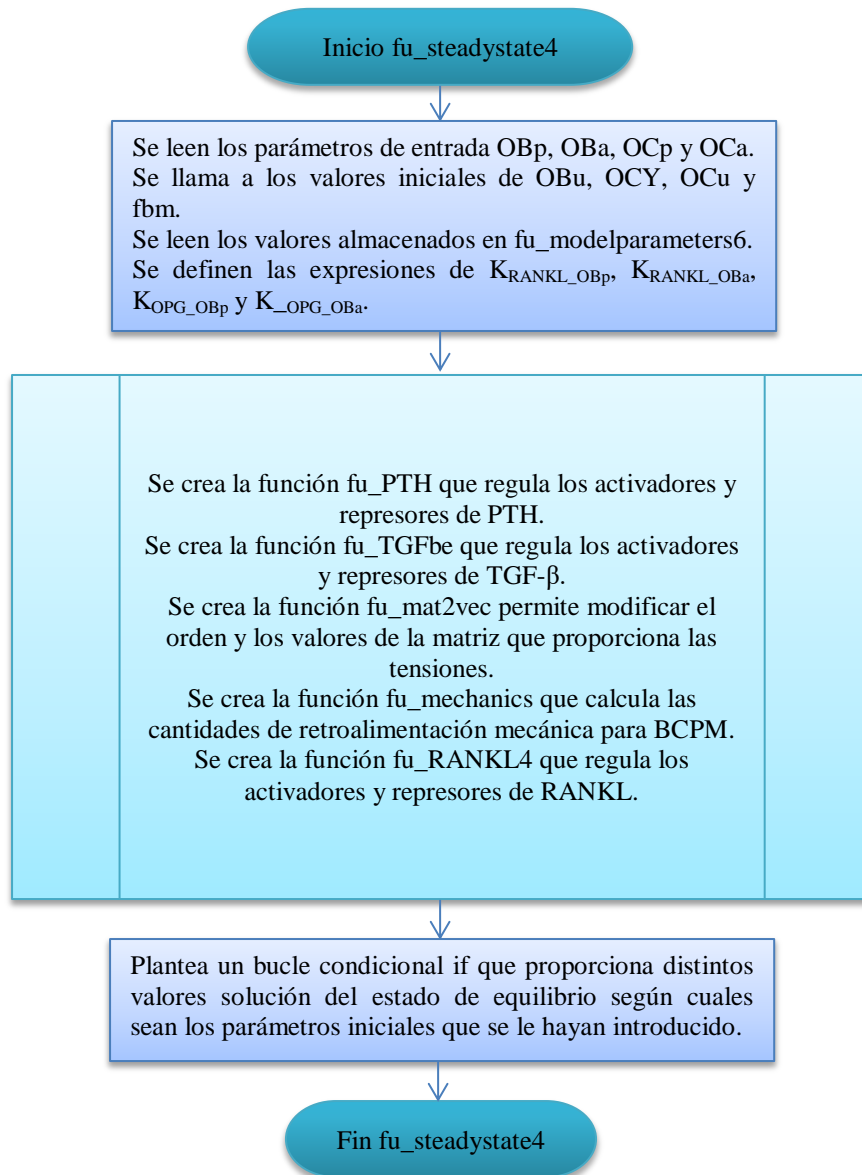 Inicio fu_steadystate4
Se leen los parámetros de entrada OBp, OBa, OCp y OCa.
Se llama a los valores iniciales de OBu, OCY, OCu y
fbm.
Se leen los valores almacenados en fu_modelparameters6.
Se definen las expresiones de KRANKL_OBp, KRANKL_OBa,
KOPG_OBp y K_OPG_OBa.
Se crea la función fu_PTH que regula los activadores y
represores de PTH.
Se crea la función fu_TGFbe que regula los activadores
y represores de TGF-β.
Se crea la función fu_mat2vec permite modificar el
orden y los valores de la matriz que proporciona las
tensiones.
Se crea la función fu_mechanics que calcula las
cantidades de retroalimentación mecánica para BCPM.
Se crea la función fu_RANKL4 que regula los
activadores y represores de RANKL.
Plantea un bucle condicional if que proporciona distintos
valores solución del estado de equilibrio según cuales
sean los parámetros iniciales que se le hayan introducido.
Fin fu_steadystate4